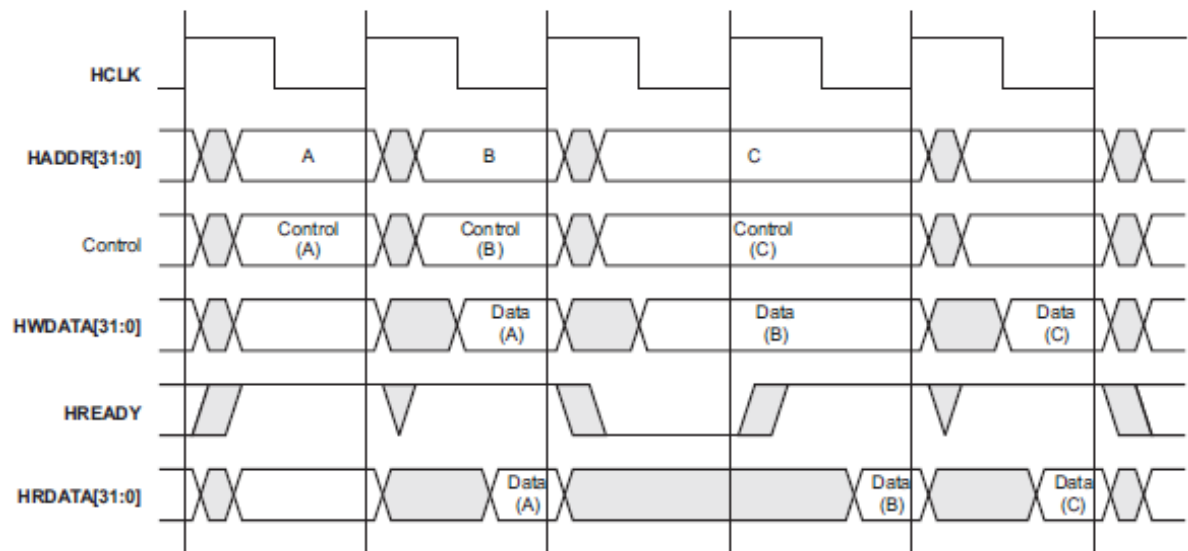 HCLK
HADDR[31:0]
A
B
C
Control
Control
(A)
Control
(B)
Control
(C)
HWDATA[31:0]
Data
(A)
Data
(B)
Data
(C)
HREADY
HRDATA[31:0]
Data
(A)
Data
(B)
Data
(C)